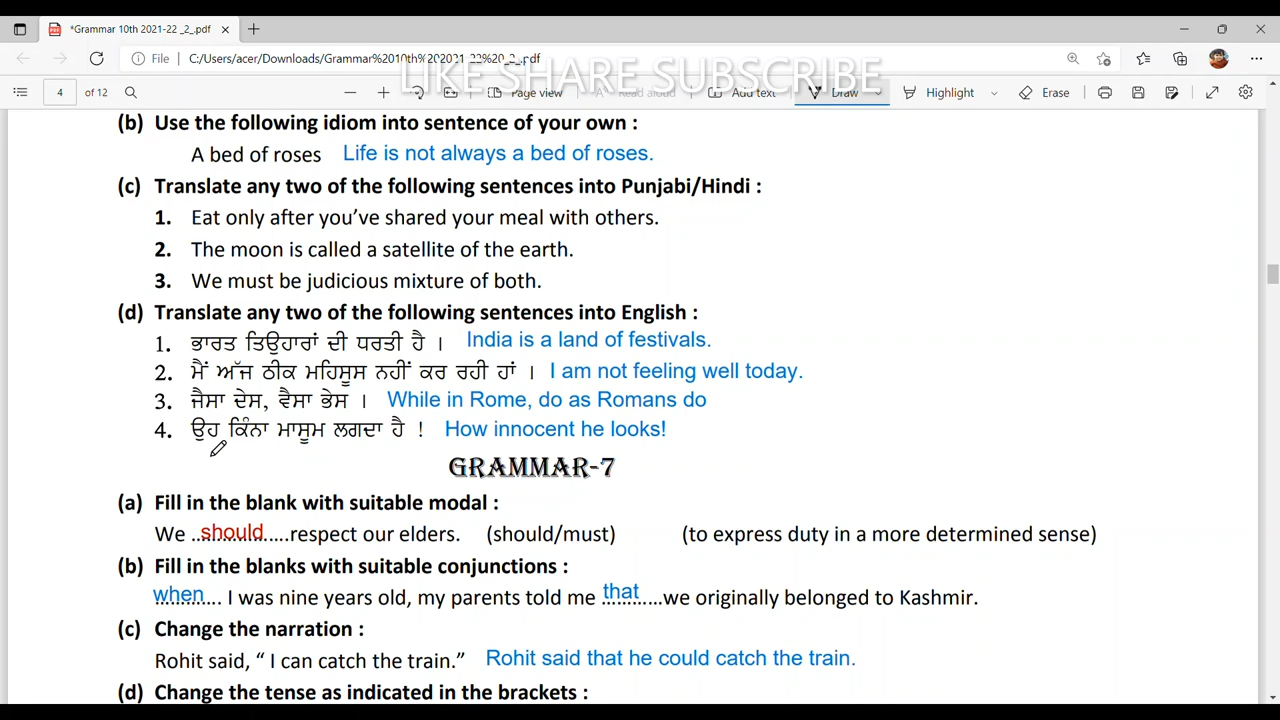 *Grammar 10th 2021-22 _2_.pdf
File | C:/Users/acer/Downloads/Grammar%2010th%202021_22%20_2_.pdf
LIKE SHARE SUBSCRIBE
4 of 12 Page view Read aloud Add text Draw Highlight Erase
(b) Use the following idiom into sentence of your own :
A bed of roses Life is not always a bed of roses.
(c) Translate any two of the following sentences into Punjabi/Hindi :
1. Eat only after you’ve shared your meal with others.
2. The moon is called a satellite of the earth.
3. We must be judicious mixture of both.
(d) Translate any two of the following sentences into English :
1. ਭਾਰਤ ਤਿਉਹਾਰਾਂ ਦੀ ਧਰਤੀ ਹੈ । India is a land of festivals.
2. ਮੈਂ ਅੱਜ ਠੀਕ ਮਹਿਸੂਸ ਨਹੀਂ ਕਰ ਰਹੀ ਹਾਂ । I am not feeling well today.
3. ਜੈਸਾ ਦੇਸ, ਵੈਸਾ ਭੇਸ । While in Rome, do as Romans do
4. ਉਹ ਕਿੰਨਾ ਮਾਸੂਮ ਲਗਦਾ ਹੈ ! How innocent he looks!
GRAMMAR-7
(a) Fill in the blank with suitable modal :
We ..should.....respect our elders. (should/must) (to express duty in a more determined sense)
(b) Fill in the blanks with suitable conjunctions :
when... I was nine years old, my parents told me that....we originally belonged to Kashmir.
(c) Change the narration :
Rohit said, “ I can catch the train.” Rohit said that he could catch the train.
(d) Change the tense as indicated in the brackets :